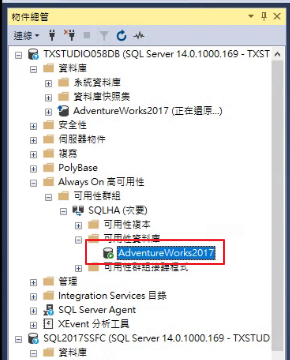 物件總管
連線
TXSTUDIO058DB (SQL Server 14.0.1000.169 - TXST
資料庫
系統資料庫
資料庫快照集
AdventureWorks2017 (正在還原...)
安全性
伺服器物件
複寫
PolyBase
Always On 高可用性
可用性群組
SQLHA (次要)
可用性複本
可用性資料庫
AdventureWorks2017
可用性群組接聽程式
管理
Integration Services 目錄
SQL Server Agent
XEvent 分析工具
SQL2017SSFC (SQL Server 14.0.1000.169 - TXSTUD
資料庫